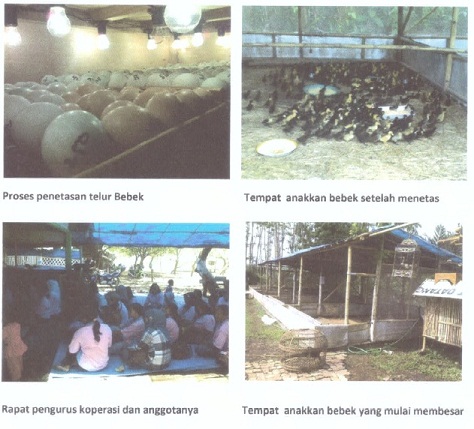 Proses penetasan telur Bebek
Tempat anakkan bebek setelah menetas
Rapat pengurus koperasi dan anggotanya
Tempat anakkan bebek yang mulai membesar